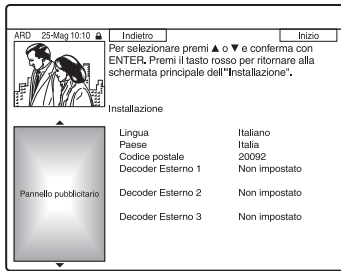 ARD 25-Mag 10:10 Indietro Inizio
Per selezionare premi ▲ o ▼ e conferma con
ENTER. Premi il tasto rosso per ritornare alla
schermata principale dell"Installazione".
Installazione
Lingua Italiano
Paese Italia
Codice postale 20092
Decoder Esterno 1 Non impostato
Pannello pubblicitario
Decoder Esterno 2 Non impostato
Decoder Esterno 3 Non impostato